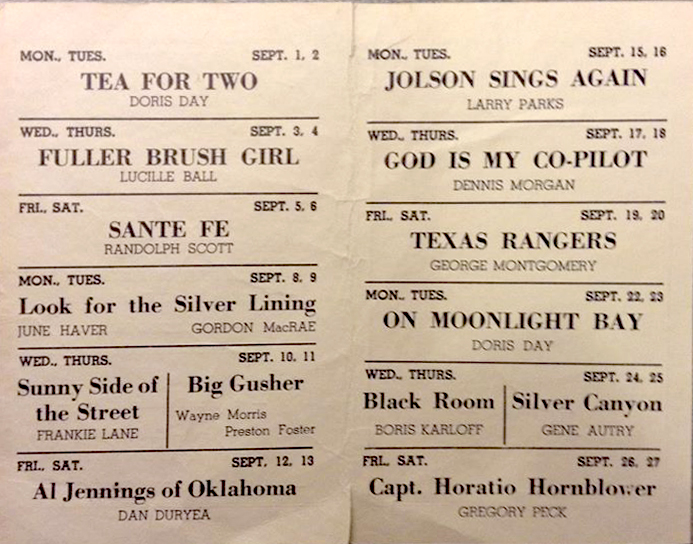 MON., TUES. SEPT. 1, 2
TEA FOR TWO
DORIS DAY
WED., THURS. SEPT. 3, 4
FULLER BRUSH GIRL
LUCILLE BALL
FRI., SAT. SEPT. 5, 6
SANTE FE
RANDOLPH SCOTT
MON., TUES. SEPT. 8, 9
Look for the Silver Lining
JUNE HAVER GORDON MacRAE
WED., THURS. SEPT. 10, 11
Sunny Side of
the Street
FRANKIE LANE
Big Gusher
Wayne Morris
Preston Foster
FRI., SAT. SEPT. 12, 13
Al Jennings of Oklahoma
DAN DURYEA
MON., TUES. SEPT. 15, 16
JOLSON SINGS AGAIN
LARRY PARKS
WED., THURS. SEPT. 17, 18
GOD IS MY CO-PILOT
DENNIS MORGAN
FRI., SAT. SEPT. 19, 20
TEXAS RANGERS
GEORGE MONTGOMERY
MON., TUES. SEPT. 22, 23
ON MOONLIGHT BAY
DORIS DAY
WED., THURS. SEPT. 24, 25
Black Room
BORIS KARLOFF
Silver Canyon
GENE AUTRY
FRI., SAT. SEPT. 26, 27
Capt. Horatio Hornblower
GREGORY PECK